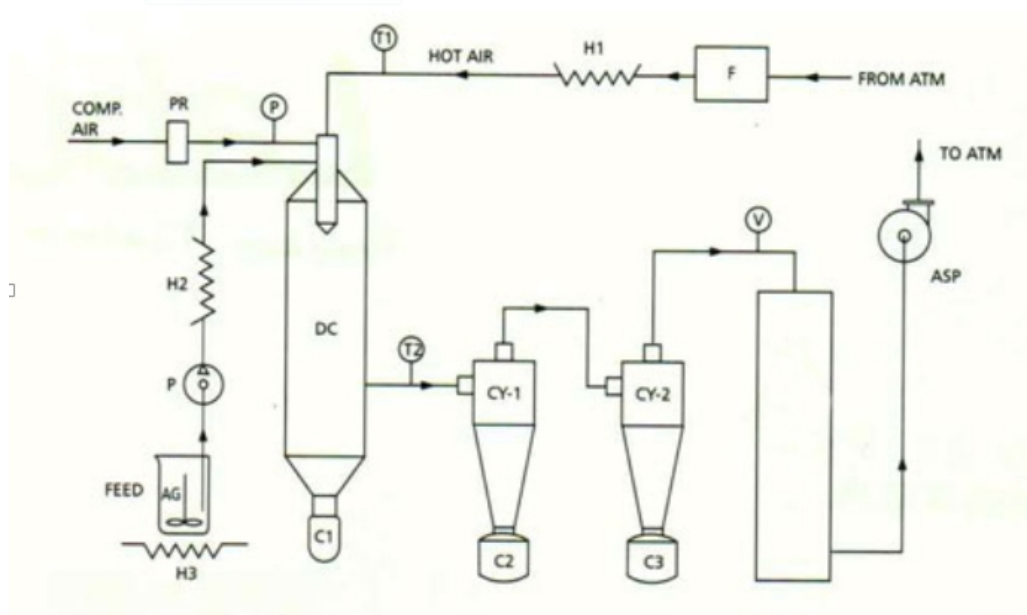 T1
HOT AIR
H1
F
FROM ATM
COMP.
AIR
PR
P
TO ATM
V
ASP
H2
DC
T2
P
CY-1
CY-2
FEED
AG
C1
C2
C3
H3